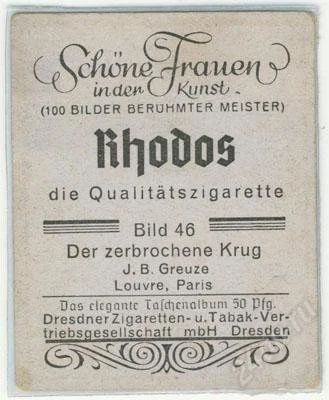 Schöne Frauen
in der Kunst.
(100 BILDER BERÜHMTER MEISTER)
Rhodos
die Qualitätszigarette
Bild 46
Der zerbrochene Krug
J. B. Greuze
Louvre, Paris
Das elegante Taschenalbum 50 Pfg.
Dresdner Zigaretten- u. Tabak-Ver-
triebsgesellschaft mbH Dresden